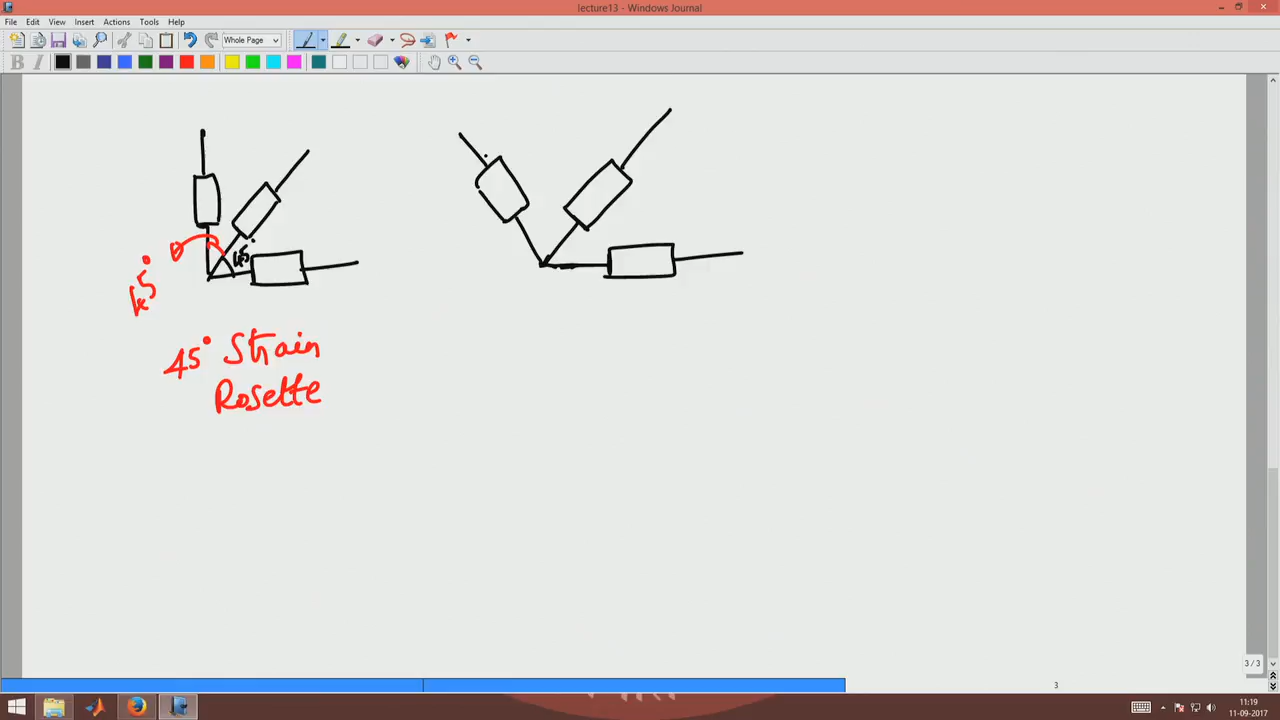 lecture13 - Windows Journal
File Edit View Insert Actions Tools Help
Whole Page
B I
45°
45°
45° Strain
Rosette
3 / 3
3
11:19
11-09-2017